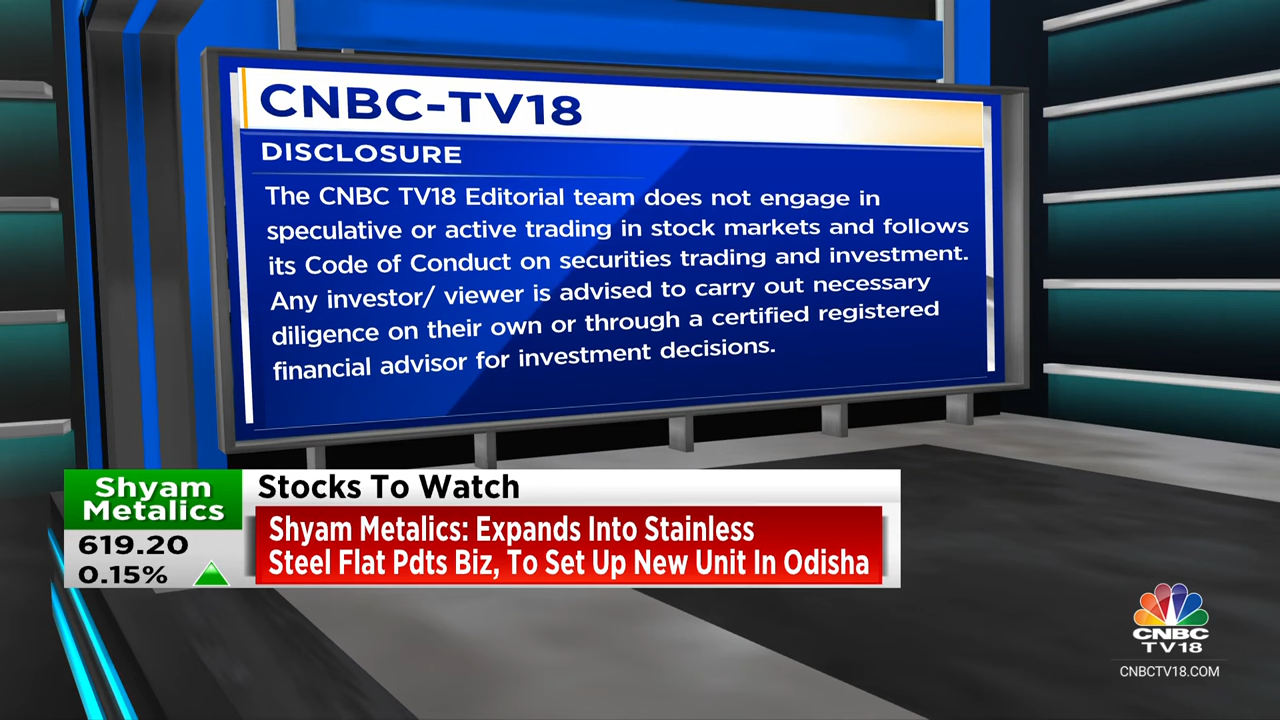 CNBC-TV18
DISCLOSURE
The CNBC TV18 Editorial team does not engage in
speculative or active trading in stock markets and follows
its Code of Conduct on securities trading and investment.
Any investor/ viewer is advised to carry out necessary
diligence on their own or through a certified registered
financial advisor for investment decisions.
Shyam
Metalics
619.20
0.15%
Stocks To Watch
Shyam Metalics: Expands Into Stainless
Steel Flat Pdts Biz, To Set Up New Unit In Odisha
CNBC
TV18
CNBCTV18.COM